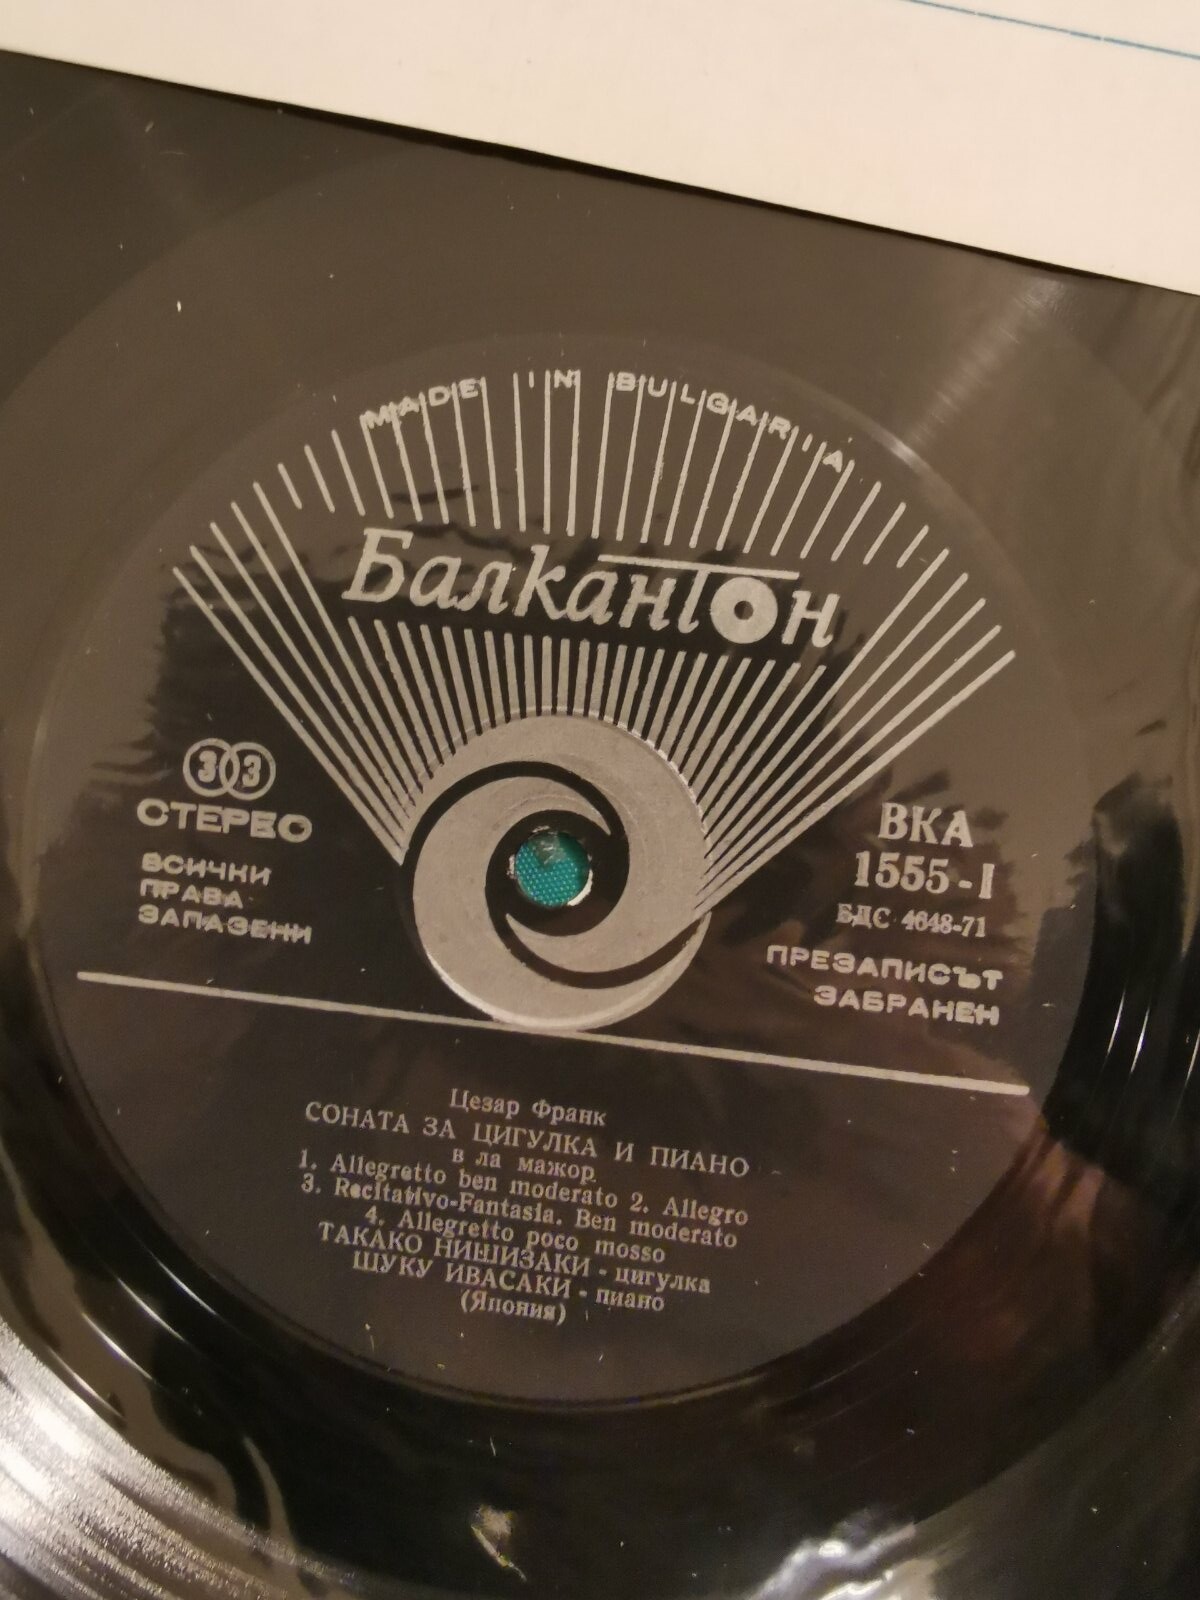 MADE IN BULGARIA
Балкантон
33
СТЕРЕО
ВСИЧКИ
ПРАВА
ЗАПАЗЕНИ
ВКА
1555-I
БДС 4648-71
ПРЕЗАПИСЪТ
ЗАБРАНЕН
Цезар Франк
СОНАТА ЗА ЦИГУЛКА И ПИАНО
в ла мажор
1. Allegretto ben moderato 2. Allegro
3. Recitativo-Fantasia. Ben moderato
4. Allegretto poco mosso
ТАКАКО НИШИЗАКИ - цигулка
ШУКУ ИВАСАКИ - пиано
(Япония)